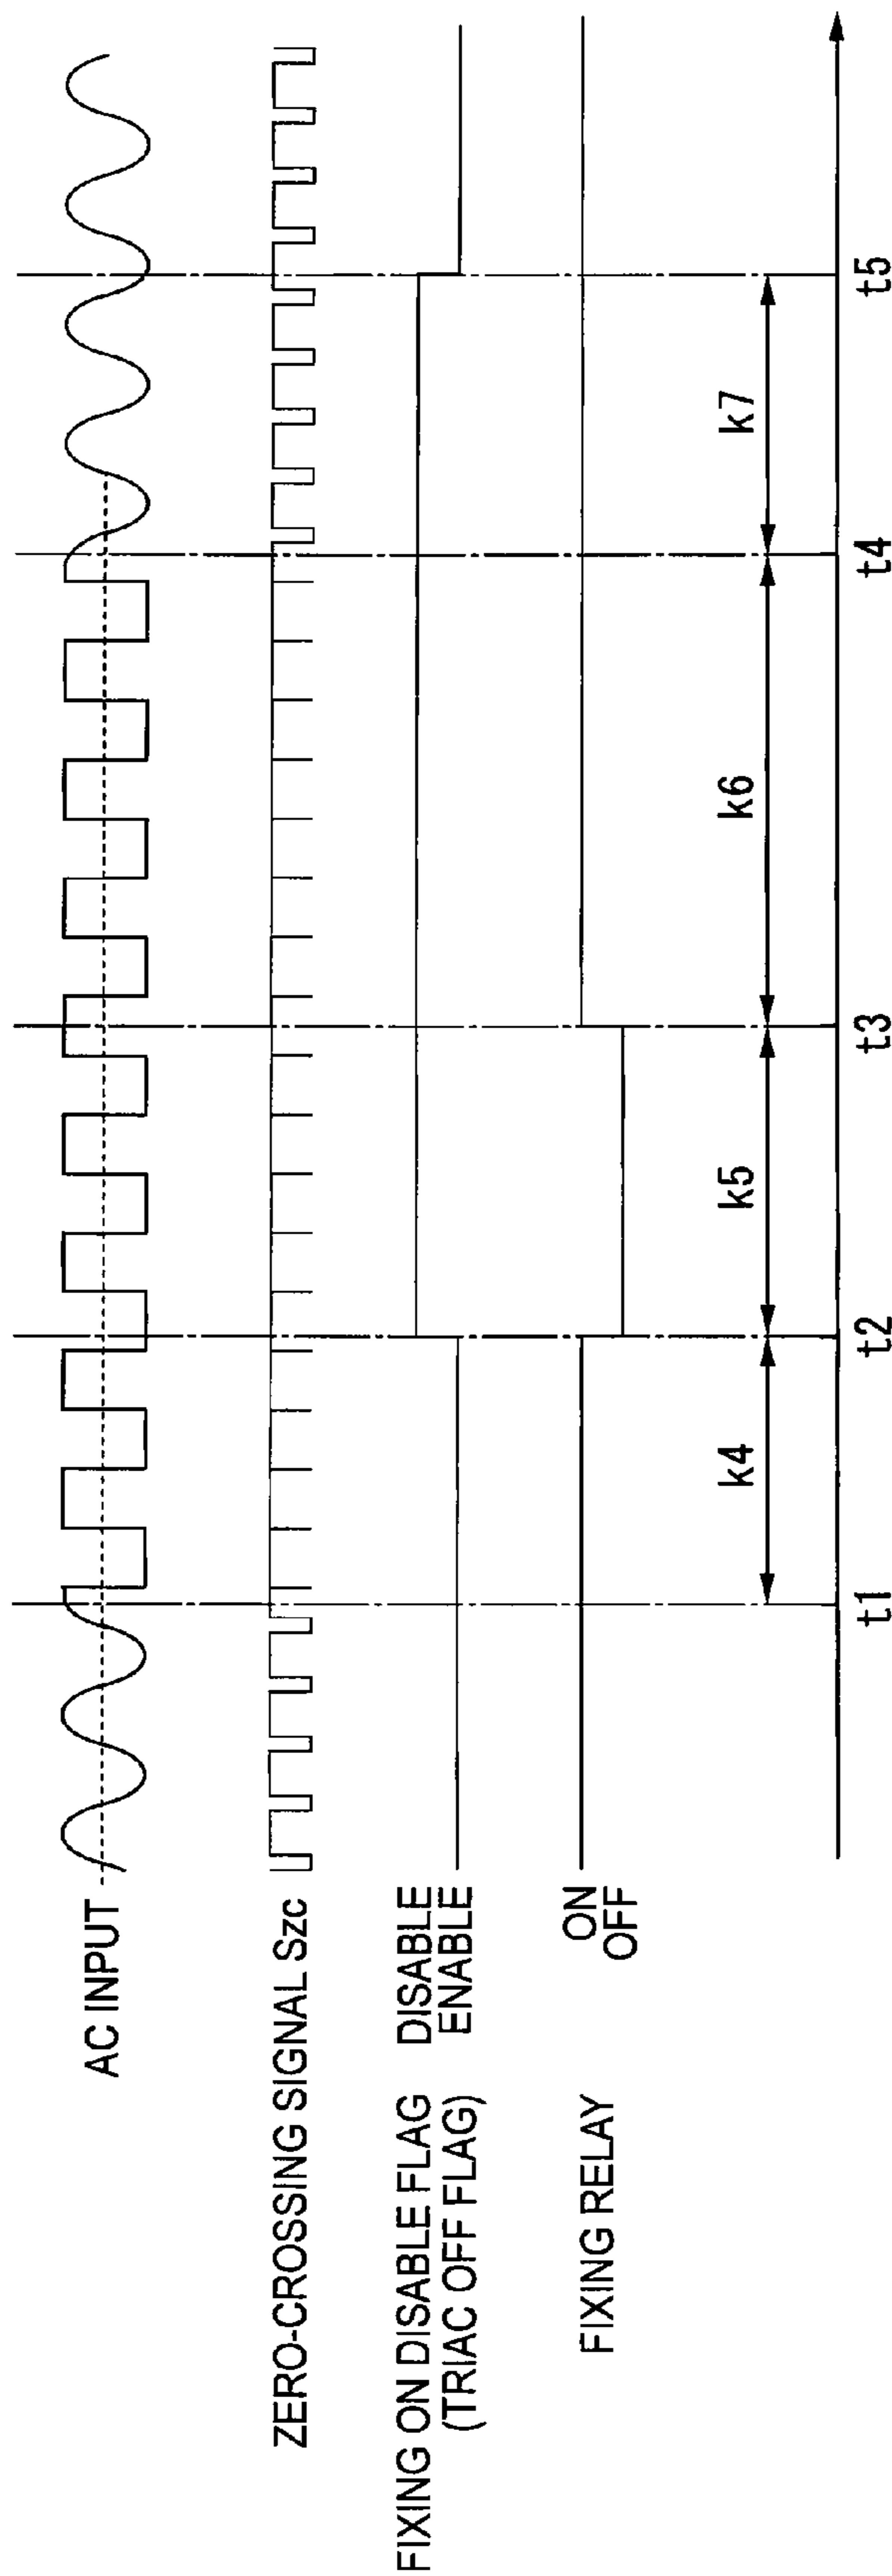 AC INPUT
ZERO-CROSSING SIGNAL Szc
FIXING ON DISABLE FLAG DISABLE
(TRIAC OFF FLAG) ENABLE
FIXING RELAY ON
OFF
k4 k5 k6 k7
t1 t2 t3 t4 t5